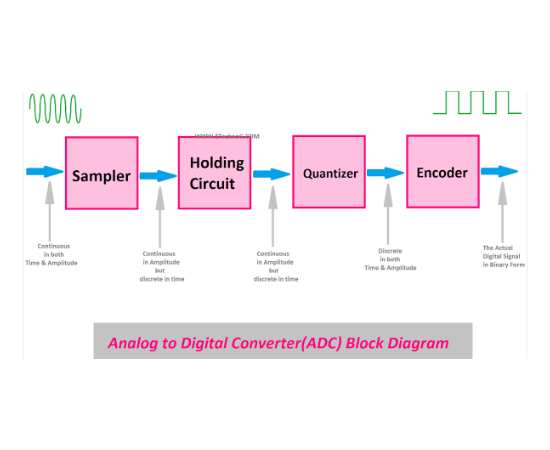 Sampler
Holding
Circuit
Quantizer
Encoder
Continuous
in both
Time & Amplitude
Continuous
in Amplitude
but
discrete in time
Continuous
in Amplitude
but
discrete in time
Discrete
in both
Time & Amplitude
The Actual
Digital Signal
in Binary Form
Analog to Digital Converter(ADC) Block Diagram